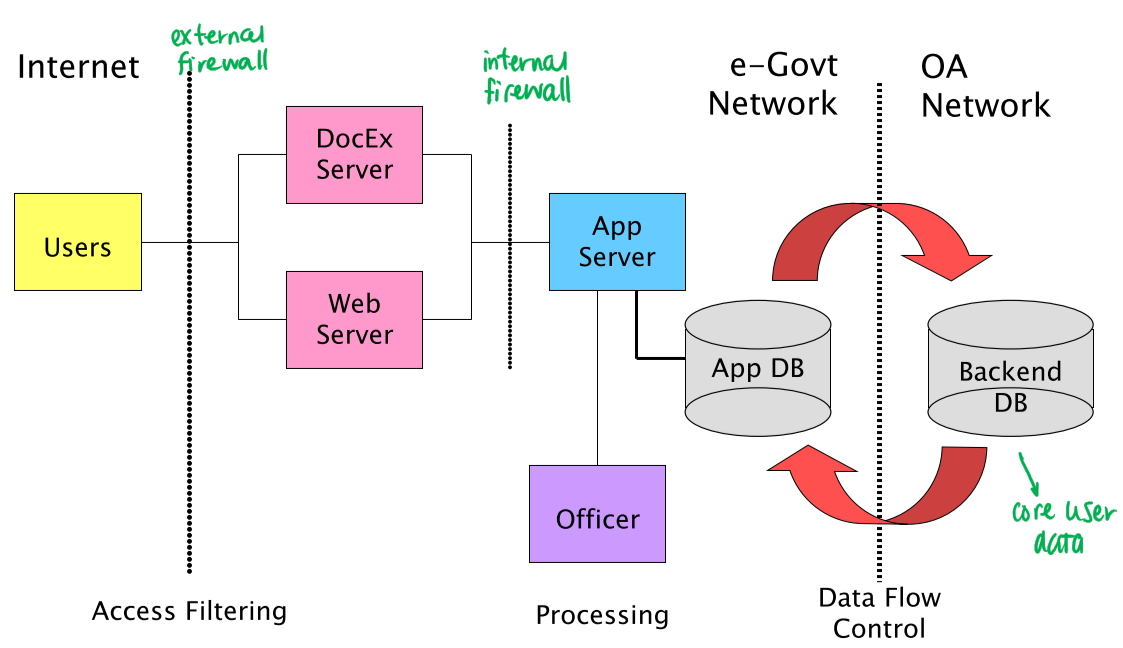 Internet
external
firewall
internal
firewall
e-Govt
Network
OA
Network
DocEx
Server
Users
App
Server
Web
Server
App DB
Backend
DB
Officer
core user
data
Access Filtering
Processing
Data Flow
Control